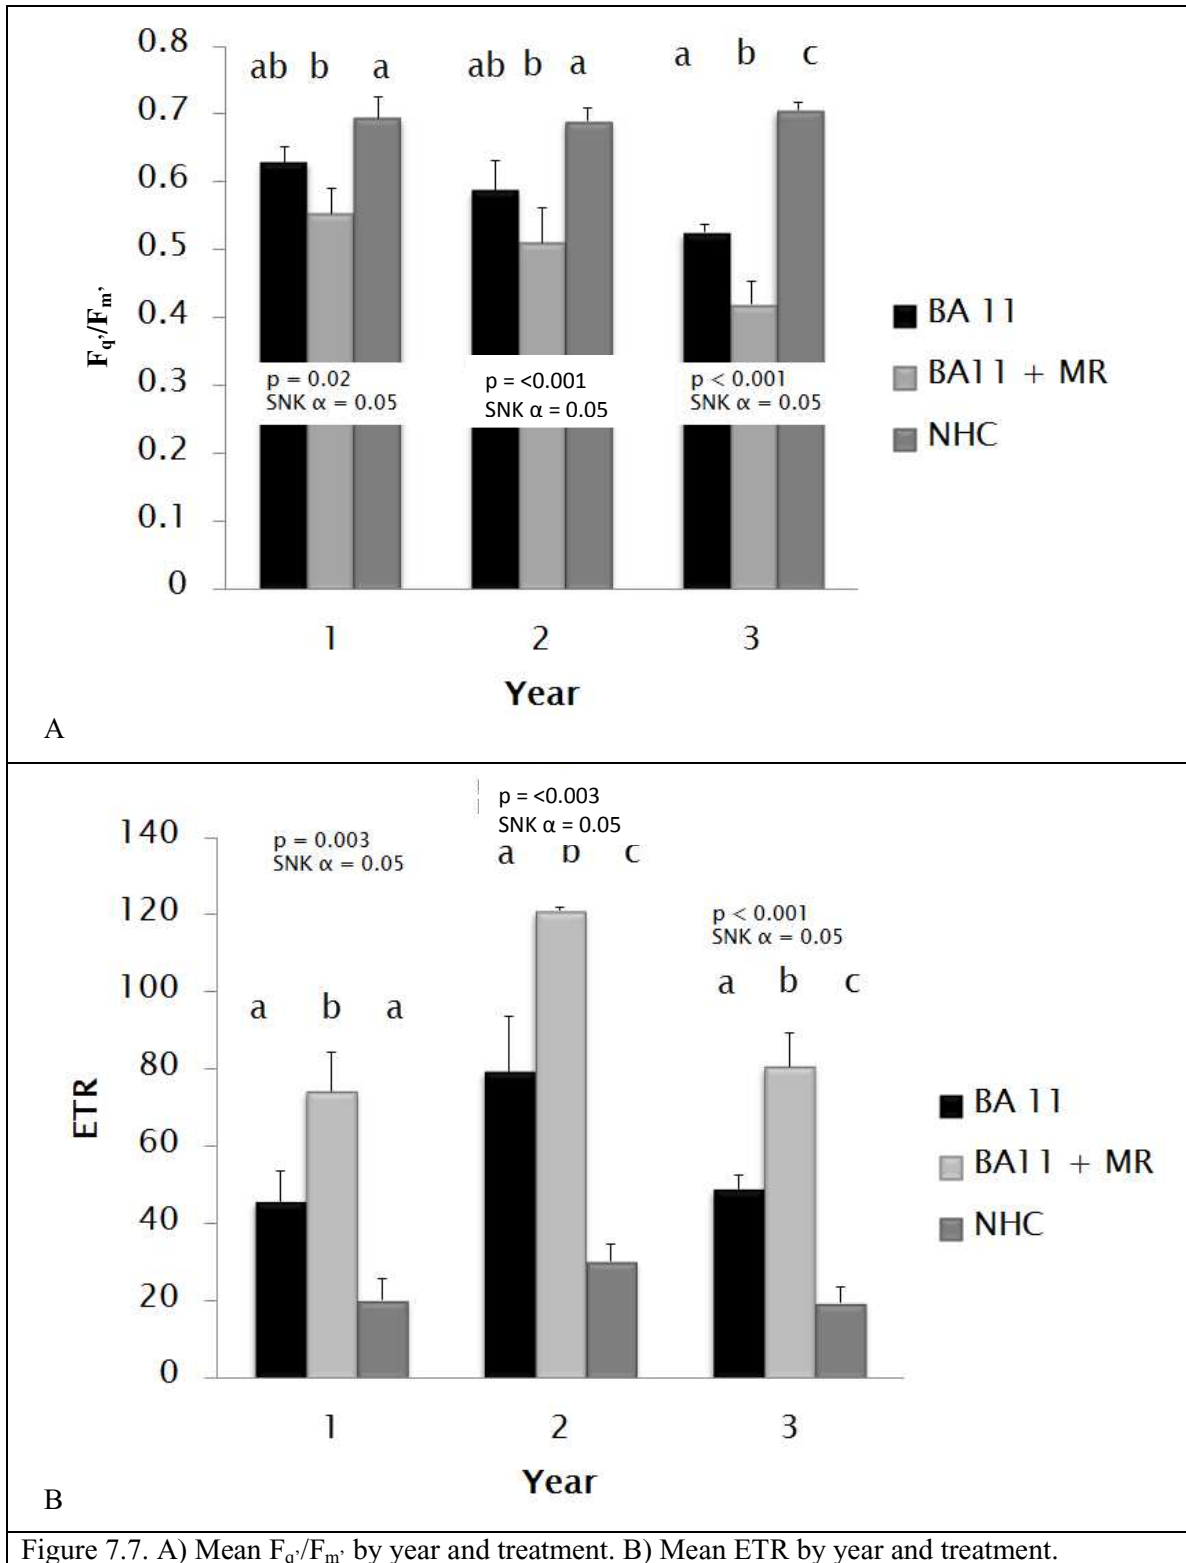 0.8
0.7
0.6
0.5
0.4
0.3
0.2
0.1
0
Fq'/Fm'
ab b a
ab b a
a b c
p = 0.02
SNK α = 0.05
p = <0.001
SNK α = 0.05
p < 0.001
SNK α = 0.05
BA 11
BA11 + MR
NHC
1 2 3
Year
A
140
120
100
80
60
40
20
0
ETR
p = 0.003
SNK α = 0.05
a b a
p = <0.003
SNK α = 0.05
a b c
p < 0.001
SNK α = 0.05
a b c
BA 11
BA11 + MR
NHC
1 2 3
Year
B
Figure 7.7. A) Mean Fq'/Fm' by year and treatment. B) Mean ETR by year and treatment.